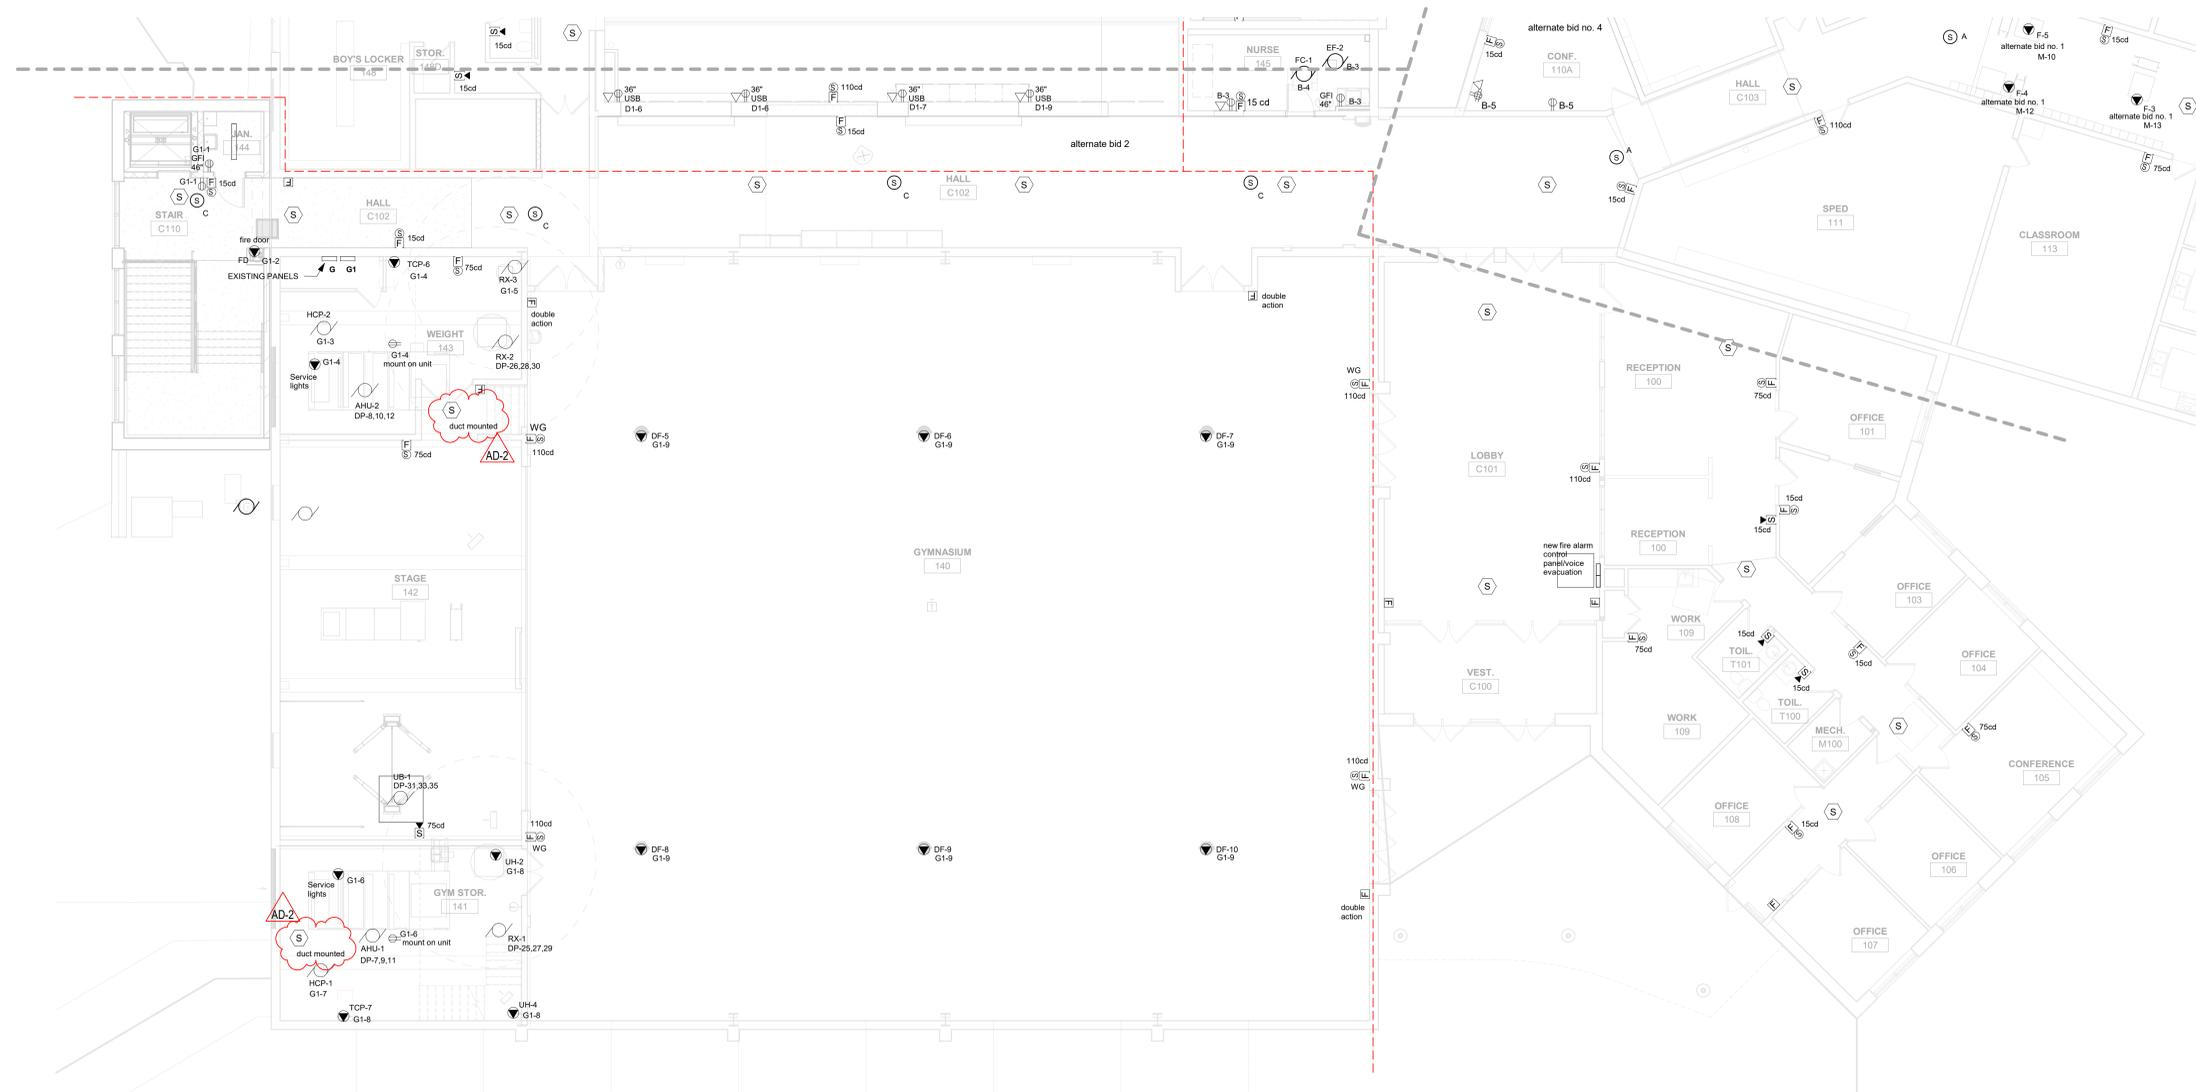 alternate bid no. 4
BOY'S LOCKER
148
STOR.
148D
S
15cd
S
S
15cd
NURSE
145
FC-1
B-4
EF-2
B-3
CONF.
110A
F S
15cd
S A
F-5
alternate bid no. 1
M-10
F S
15cd
HALL
C103
S
F-4
alternate bid no. 1
M-12
F-3
alternate bid no. 1
M-13
S
36"
USB
D1-6
36"
USB
D1-6
S 110cd
F
36"
USB
D1-7
36"
USB
D1-9
B-3
S
F
15 cd
GFI
46"
B-3
B-5
B-5
F
S 15cd
F
S
110cd
alternate bid 2
JAN.
144
G1-1
GFI
46"
G1-1
F 15cd
S
S
S
C
F
S A
F
S
75cd
STAIR
C110
HALL
C102
S
S
S
C
S
S
C
HALL
C102
S
S
C
S
S
S F
15cd
SPED
111
CLASSROOM
113
fire door
FD
G1-2
S
F
15cd
EXISTING PANELS
G
G1
TCP-6
G1-4
F
S
75cd
RX-3
G1-5
F
double
action
F
double
action
HCP-2
G1-3
WEIGHT
143
G1-4
mount on unit
RX-2
DP-26,28,30
G1-4
Service
lights
AHU-2
DP-8,10,12
F
S
duct mounted
AD-2
WG
F S
110cd
F
S
75cd
WG
S F
110cd
S
S
RECEPTION
100
S F
75cd
OFFICE
101
DF-5
G1-9
DF-6
G1-9
DF-7
G1-9
LOBBY
C101
S F
110cd
15cd
F S
S
15cd
RECEPTION
100
new fire alarm
control
panel/voice
evacuation
GYMNASIUM
140
T
STAGE
142
S
F
F
S
OFFICE
103
WORK
109
F S
75cd
15cd
S
TOIL.
T101
S
15cd
F
S
15cd
OFFICE
104
VEST.
C100
TOIL.
T100
WORK
109
MECH.
M100
S
F
S
75cd
CONFERENCE
105
110cd
S F
WG
UB-1
DP-31,33,35
75cd
S
110cd
F S
WG
OFFICE
108
S
F
S
15cd
DF-8
G1-9
DF-9
G1-9
DF-10
G1-9
UH-2
G1-8
OFFICE
106
Service
lights
G1-6
GYM STOR.
141
F
double
action
F
AD-2
S
duct mounted
AHU-1
DP-7,9,11
G1-6
mount on unit
RX-1
DP-25,27,29
OFFICE
107
HCP-1
G1-7
TCP-7
G1-8
UH-4
G1-8